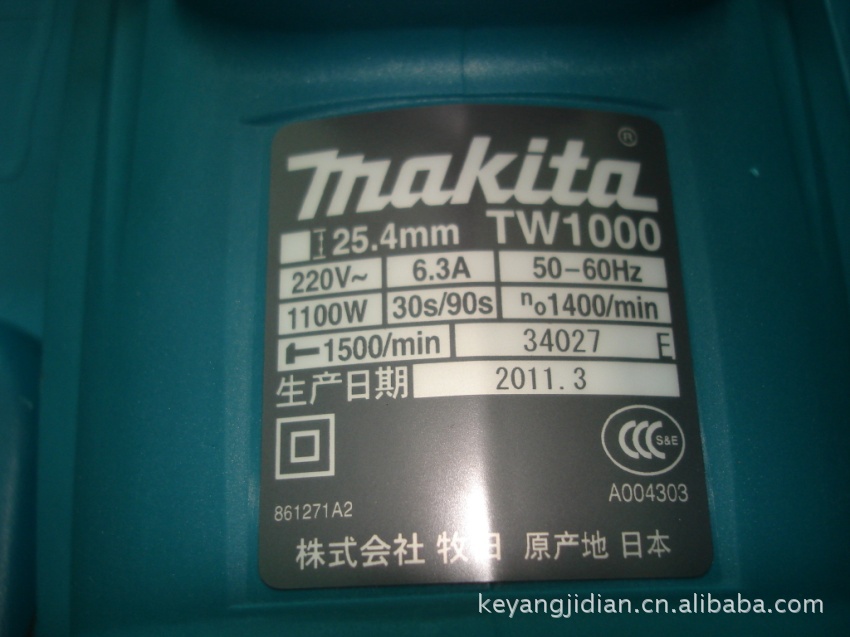 makita®
25.4mm TW1000
220V~ 6.3A 50-60Hz
1100W 30s/90s n₀1400/min
1500/min 34027 E
生产日期 2011.3
CCC S&E
A004303
861271A2
株式会社 牧田 原产地 日本
keyangjidian.cn.alibaba.com